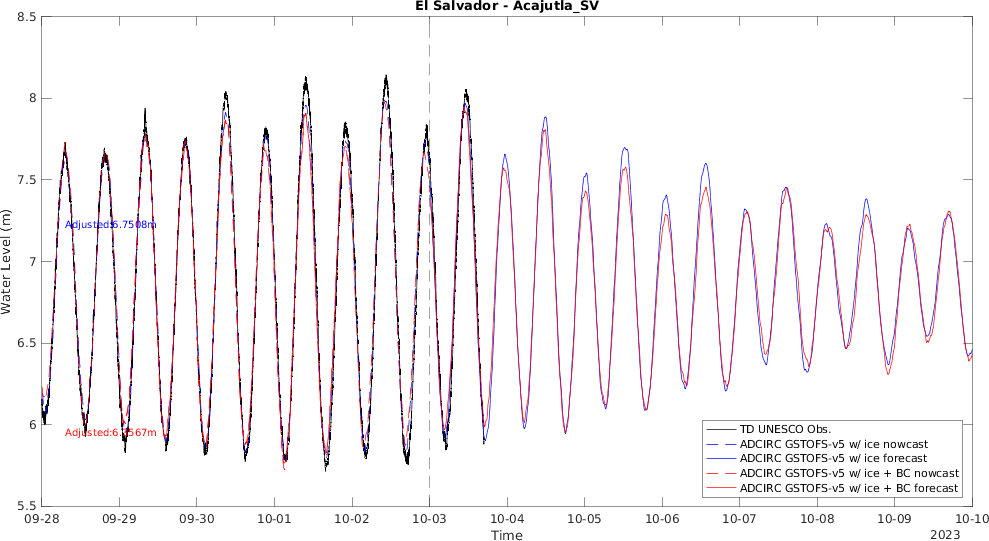 El Salvador - Acajutla_SV
8.5
8
7.5
7
6.5
6
5.5
Water Level (m)
Adjusted:6.7508m
TD UNESCO Obs.
ADCIRC GSTOFS-v5 w/ ice nowcast
ADCIRC GSTOFS-v5 w/ ice forecast
ADCIRC GSTOFS-v5 w/ ice + BC nowcast
ADCIRC GSTOFS-v5 w/ ice + BC forecast
09-28 09-29 09-30 10-01 10-02 10-03 10-04 10-05 10-06 10-07 10-08 10-09 10-10
Time
2023